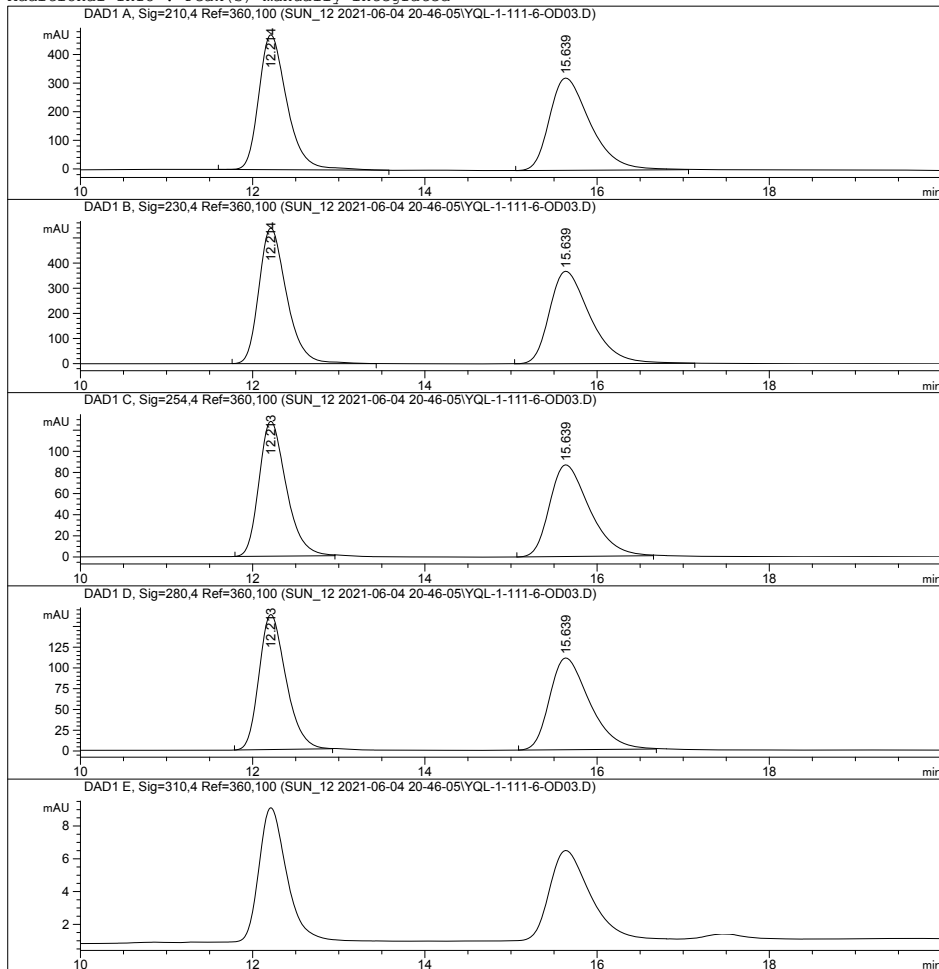 DAD1 A, Sig=210,4 Ref=360,100 (SUN_12 2021-06-04 20-46-05\YQL-1-111-6-OD03.D)
mAU
12.214
15.639
400
300
200
100
0
10 12 14 16 18 min
DAD1 B, Sig=230,4 Ref=360,100 (SUN_12 2021-06-04 20-46-05\YQL-1-111-6-OD03.D)
mAU
12.214
15.639
400
300
200
100
0
10 12 14 16 18 min
DAD1 C, Sig=254,4 Ref=360,100 (SUN_12 2021-06-04 20-46-05\YQL-1-111-6-OD03.D)
mAU
12.213
15.639
100
80
60
40
20
0
10 12 14 16 18 min
DAD1 D, Sig=280,4 Ref=360,100 (SUN_12 2021-06-04 20-46-05\YQL-1-111-6-OD03.D)
mAU
12.213
15.639
125
100
75
50
25
0
10 12 14 16 18 min
DAD1 E, Sig=310,4 Ref=360,100 (SUN_12 2021-06-04 20-46-05\YQL-1-111-6-OD03.D)
mAU
8
6
4
2
10 12 14 16 18 min